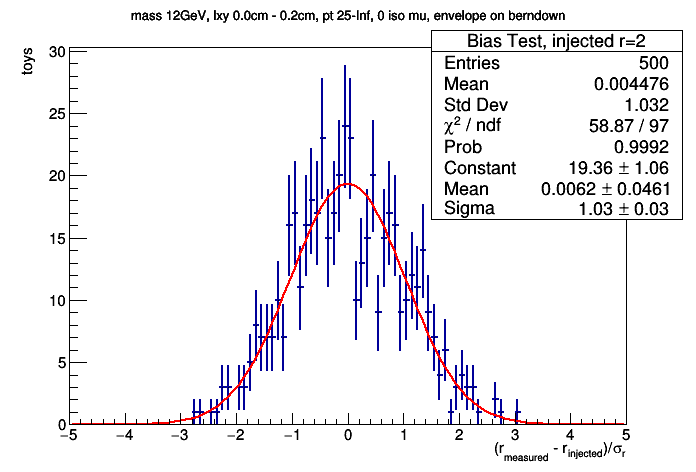 mass 12GeV, lxy 0.0cm - 0.2cm, pt 25-Inf, 0 iso mu, envelope on berndown
toys
Bias Test, injected r=2
Entries 500
Mean 0.004476
Std Dev 1.032
χ² / ndf 58.87 / 97
Prob 0.9992
Constant 19.36 ± 1.06
Mean 0.0062 ± 0.0461
Sigma 1.03 ± 0.03
30
25
20
15
10
5
0
−5 −4 −3 −2 −1 0 1 2 3 4 5
(r_measured - r_injected)/σ_r